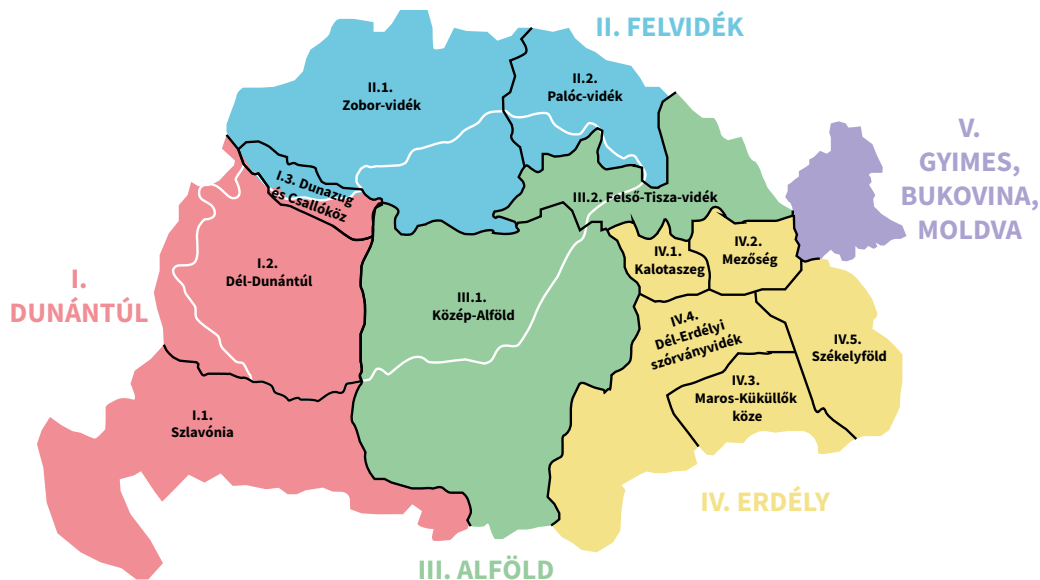 II. FELVIDÉK
II.1.
Zobor-vidék
II.2.
Palóc-vidék
V.
GYIMES,
BUKOVINA,
MOLDVA
I.3. Dunazug
és Csallóköz
III.2. Felső-Tisza-vidék
I.
DUNÁNTÚL
I.2.
Dél-Dunántúl
IV.1.
Kalotaszeg
IV.2.
Mezőség
III.1.
Közép-Alföld
IV.4.
Dél-Erdélyi
szórványvidék
IV.5.
Székelyföld
IV.3.
Maros-Küküllők
köze
I.1.
Szlavónia
IV. ERDÉLY
III. ALFÖLD